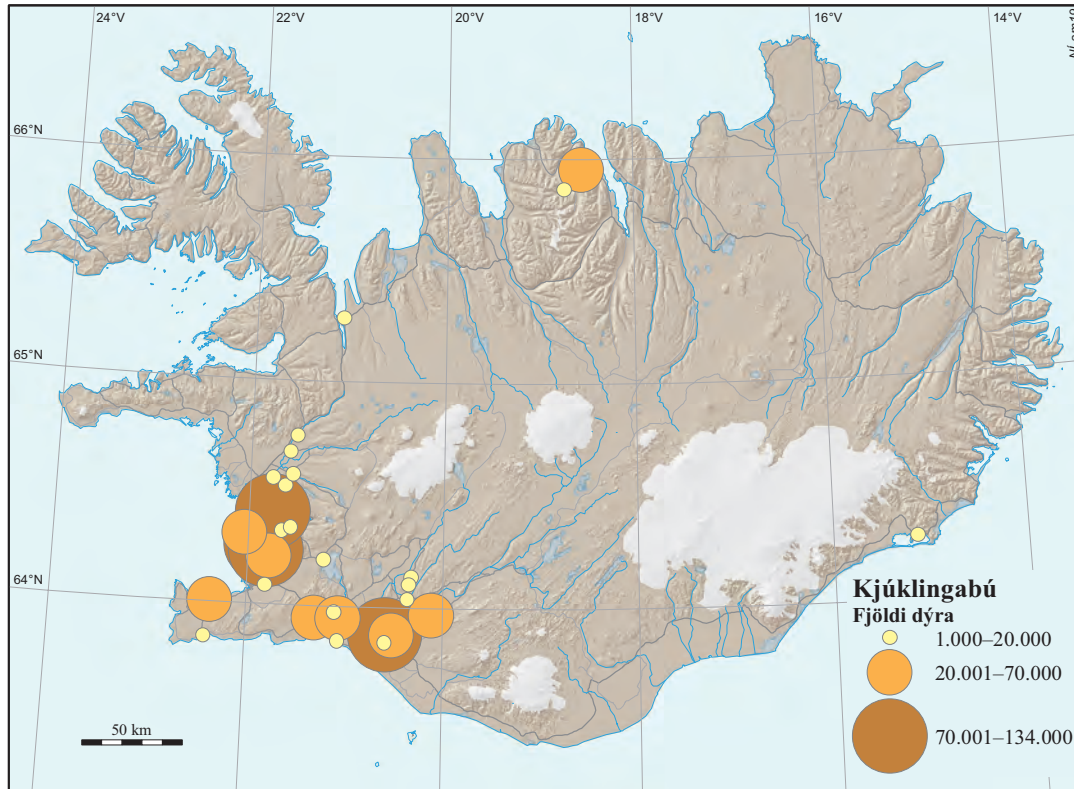 24°V 22°V 20°V 18°V 16°V 14°V
66°N
65°N
64°N
Kjúklingabú
Fjöldi dýra
1.000–20.000
20.001–70.000
70.001–134.000
50 km